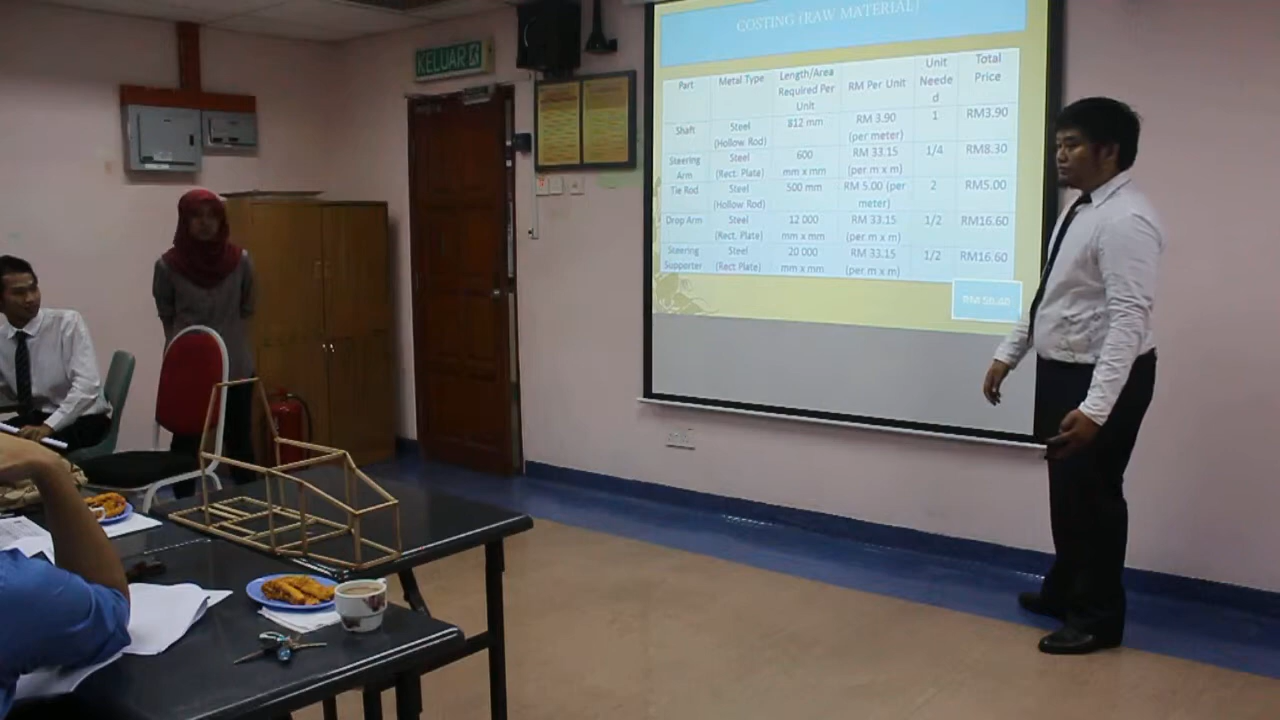 KELUAR
COSTING (RAW MATERIAL)
Part Metal Type Length/Area Required Per Unit RM Per Unit Unit Neede d Total Price
Shaft Steel (Hollow Rod) 812 mm RM 3.90 (per meter) 1 RM3.90
Steering Arm Steel (Rect. Plate) 600 mm x mm RM 33.15 (per m x m) 1/4 RM8.30
Tie Rod Steel (Hollow Rod) 500 mm RM 5.00 (per meter) 2 RM5.00
Drop Arm Steel (Rect. Plate) 12 000 mm x mm RM 33.15 (per m x m) 1/2 RM16.60
Steering Supporter Steel (Rect Plate) 20 000 mm x mm RM 33.15 (per m x m) 1/2 RM16.60